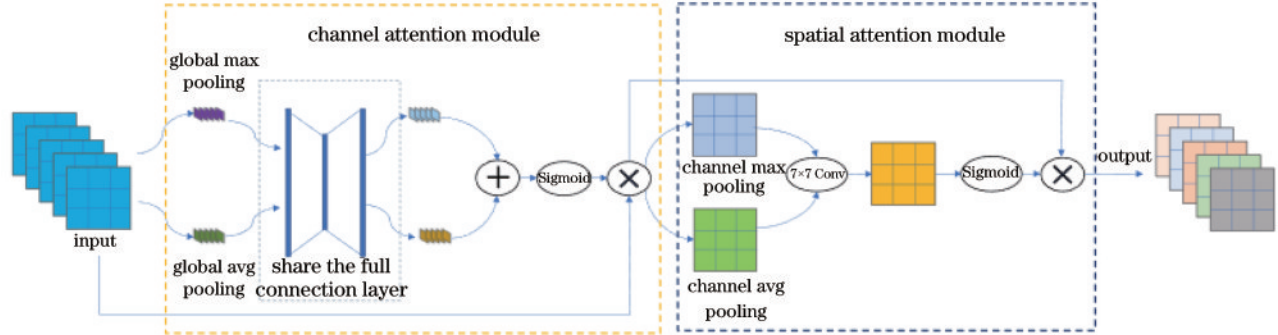 channel attention module
global max
pooling
input
global avg
pooling
share the full
connection layer
+
Sigmoid
×
spatial attention module
channel max
pooling
7×7 Conv
channel avg
pooling
Sigmoid
×
output